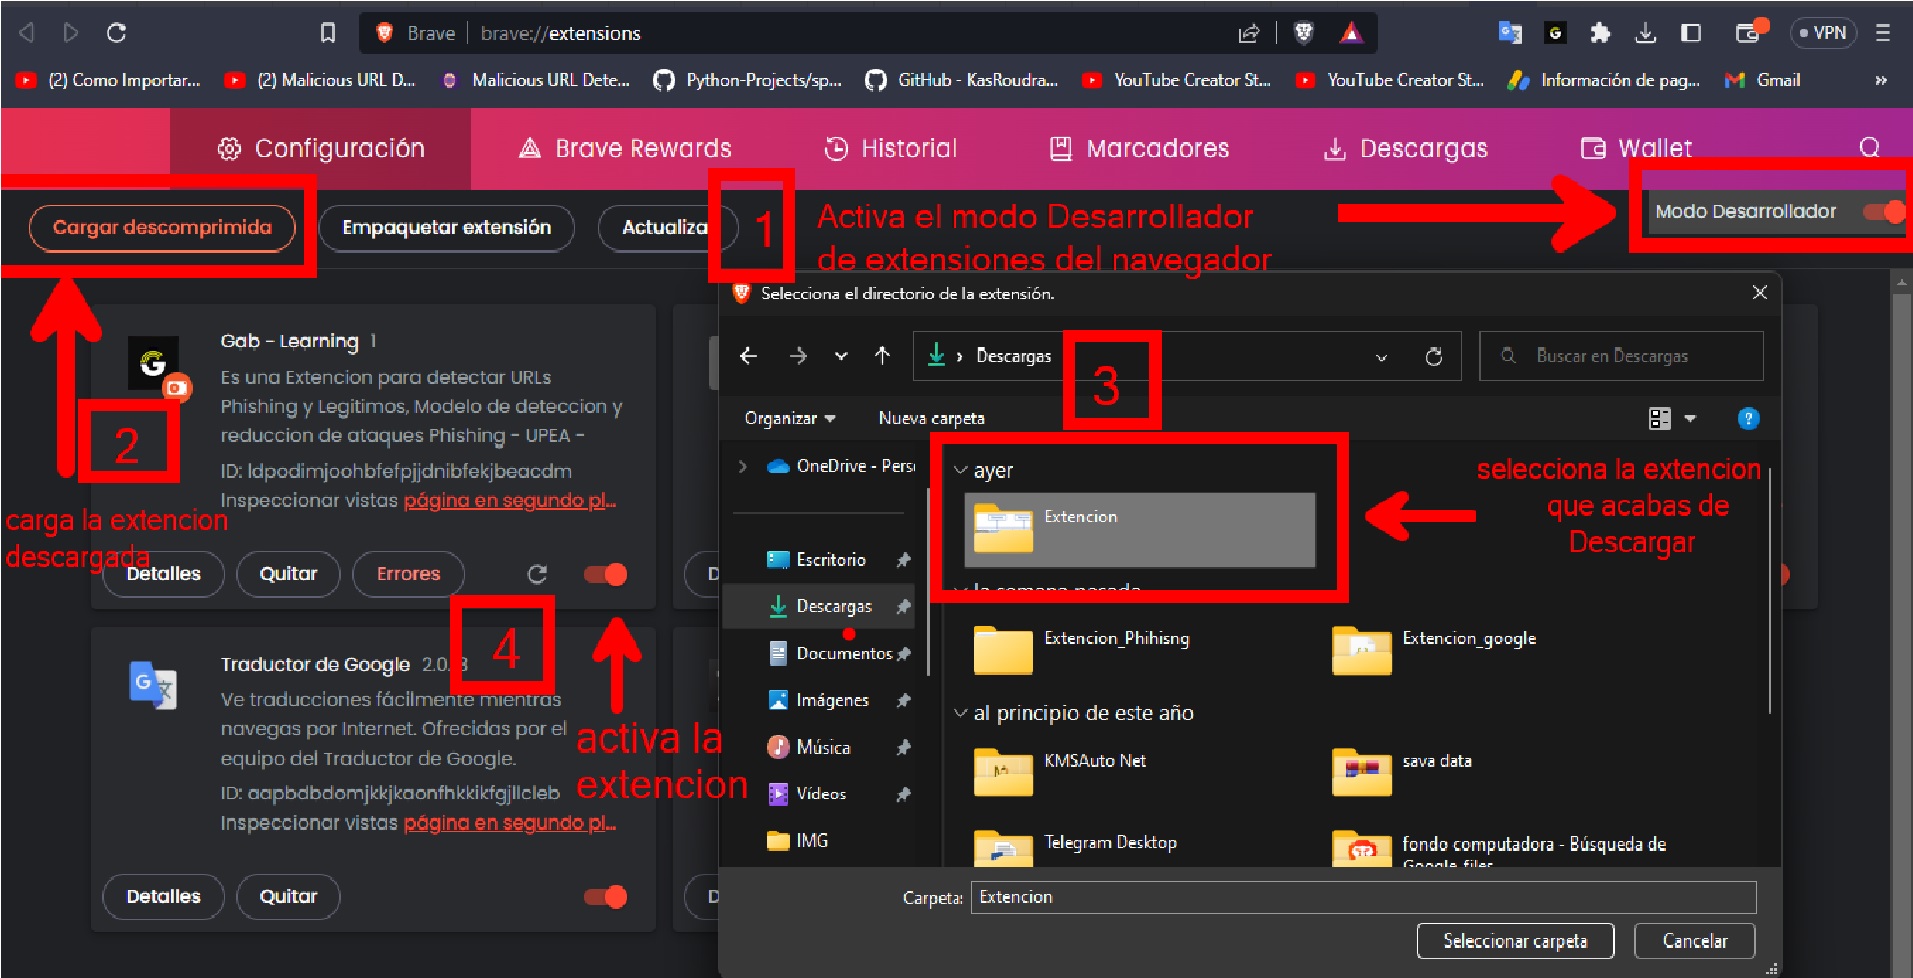 Brave
brave://extensions
VPN
(2) Como Importar...
(2) Malicious URL D...
Malicious URL Dete...
Python-Projects/sp...
GitHub - KasRoudra...
YouTube Creator St...
YouTube Creator St...
Información de pag...
Gmail
»
Configuración
Brave Rewards
Historial
Marcadores
Descargas
Wallet
Cargar descomprimida
Empaquetar extensión
Actualiza
1
Activa el modo Desarrollador
de extensiones del navegador
Modo Desarrollador
Gab - Learning 1
Es una Extencion para detectar URLs
Phishing y Legitimos, Modelo de deteccion y
reduccion de ataques Phishing - UPEA -
ID: ldpodimjoohbfefpjjdnibfekjbeacdm
Inspeccionar vistas página en segundo pl...
2
carga la extencion
descargada
Detalles
Quitar
Errores
4
activa la
extencion
Traductor de Google
Ve traducciones fácilmente mientras
navegas por Internet. Ofrecidas por el
equipo del Traductor de Google.
ID: aapbdbdomjkkjkaonfhkkikfgjllcleb
Inspeccionar vistas página en segundo pl...
Detalles
Quitar
Selecciona el directorio de la extensión.
Descargas
Buscar en Descargas
3
Organizar
Nueva carpeta
OneDrive - Pers
Escritorio
Descargas
Documentos
Imágenes
Música
Vídeos
IMG
ayer
Extencion
selecciona la extencion
que acabas de
Descargar
la semana pasada
Extencion_Phihisng
Extencion_google
al principio de este año
KMSAuto Net
sava data
Telegram Desktop
fondo computadora - Búsqueda de
Google_files
Carpeta:
Extencion
Seleccionar carpeta
Cancelar